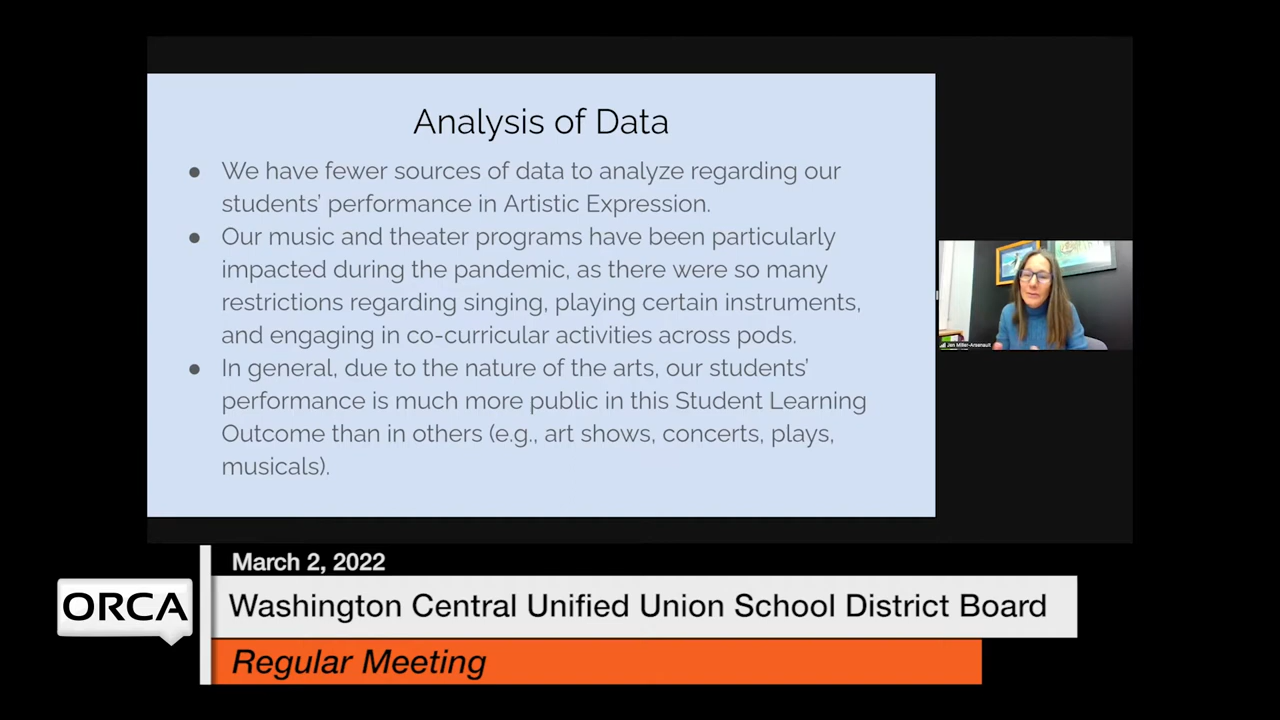 Analysis of Data
● We have fewer sources of data to analyze regarding our
students’ performance in Artistic Expression.
● Our music and theater programs have been particularly
impacted during the pandemic, as there were so many
restrictions regarding singing, playing certain instruments,
and engaging in co-curricular activities across pods.
● In general, due to the nature of the arts, our students’
performance is much more public in this Student Learning
Outcome than in others (e.g., art shows, concerts, plays,
musicals).
Jen Miller-Arsenault
March 2, 2022
ORCA
Washington Central Unified Union School District Board
Regular Meeting